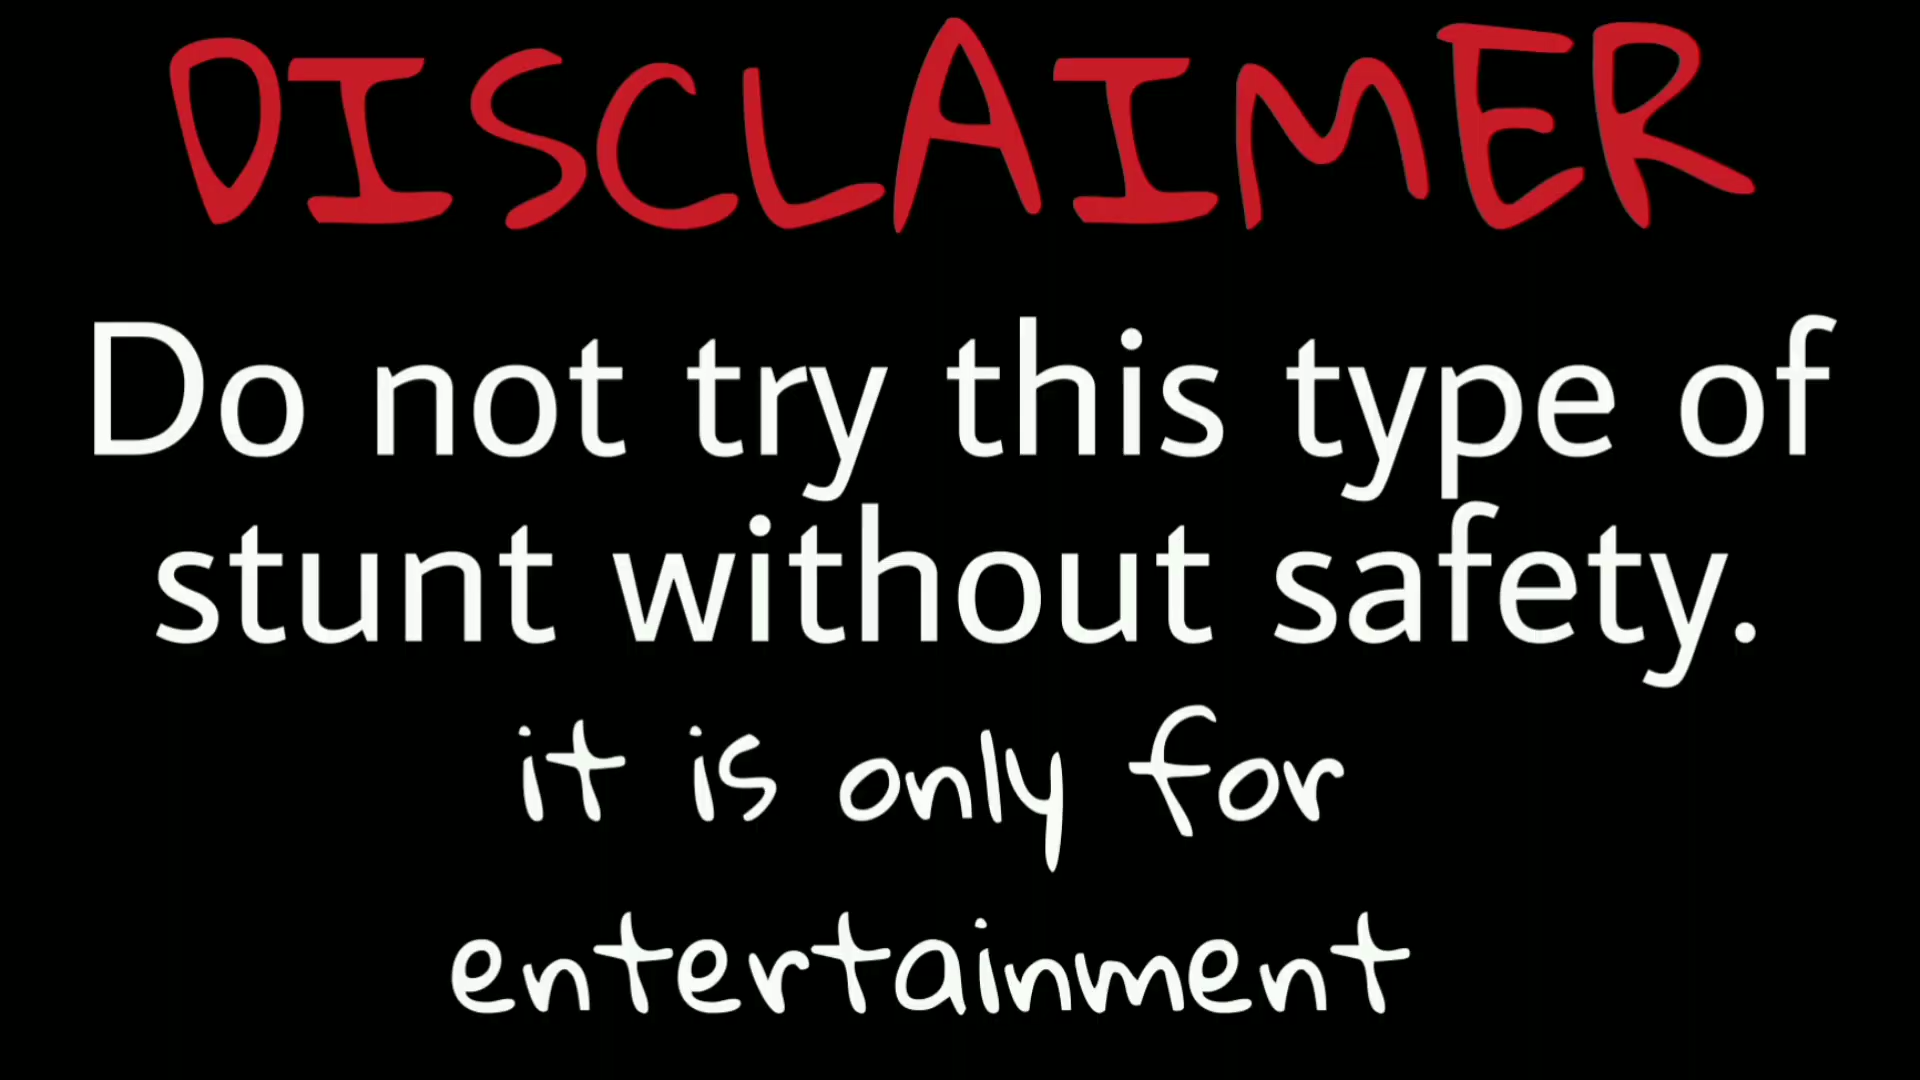 DISCLAIMER
Do not try this type of
stunt without safety.
it is only for
entertainment